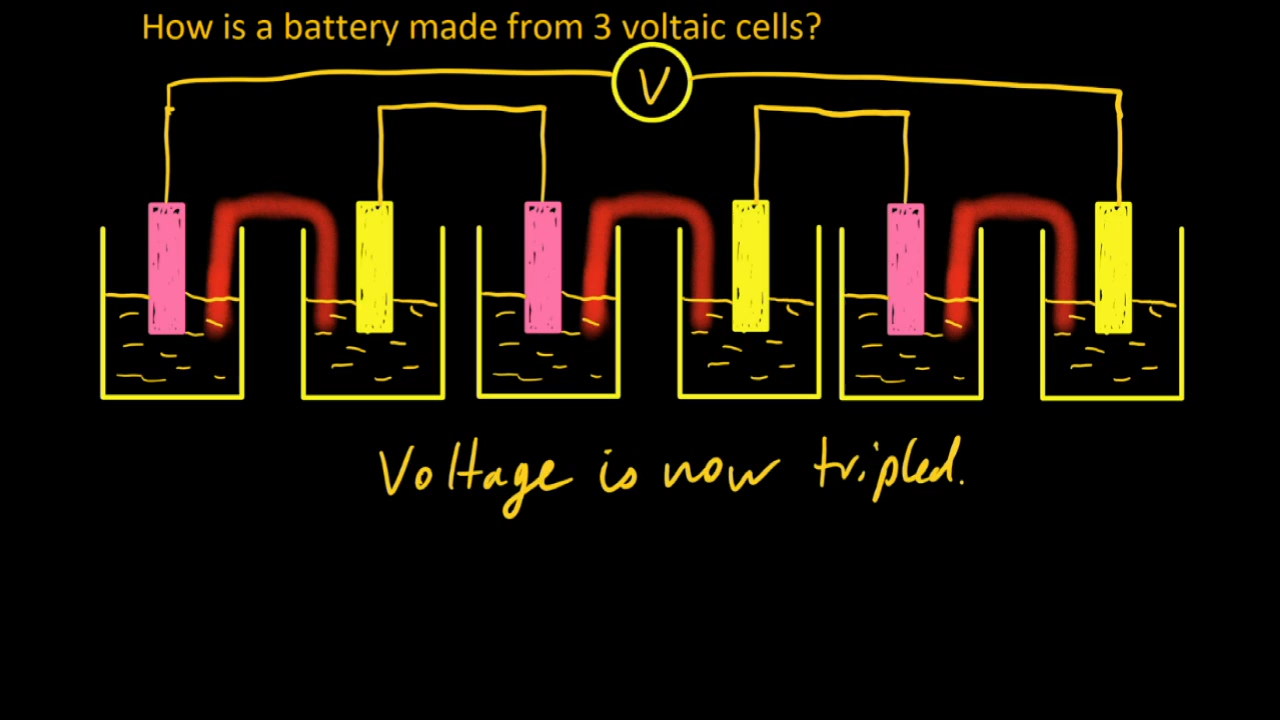 How is a battery made from 3 voltaic cells?
V
Voltage is now tripled.